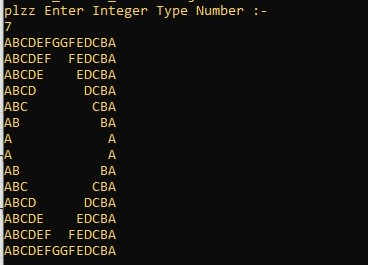 plzz Enter Integer Type Number :-
7
ABCDEFGGFEDCBA
ABCDEF  FEDCBA
ABCDE    EDCBA
ABCD      DCBA
ABC        CBA
AB          BA
A            A
A            A
AB          BA
ABC        CBA
ABCD      DCBA
ABCDE    EDCBA
ABCDEF  FEDCBA
ABCDEFGGFEDCBA